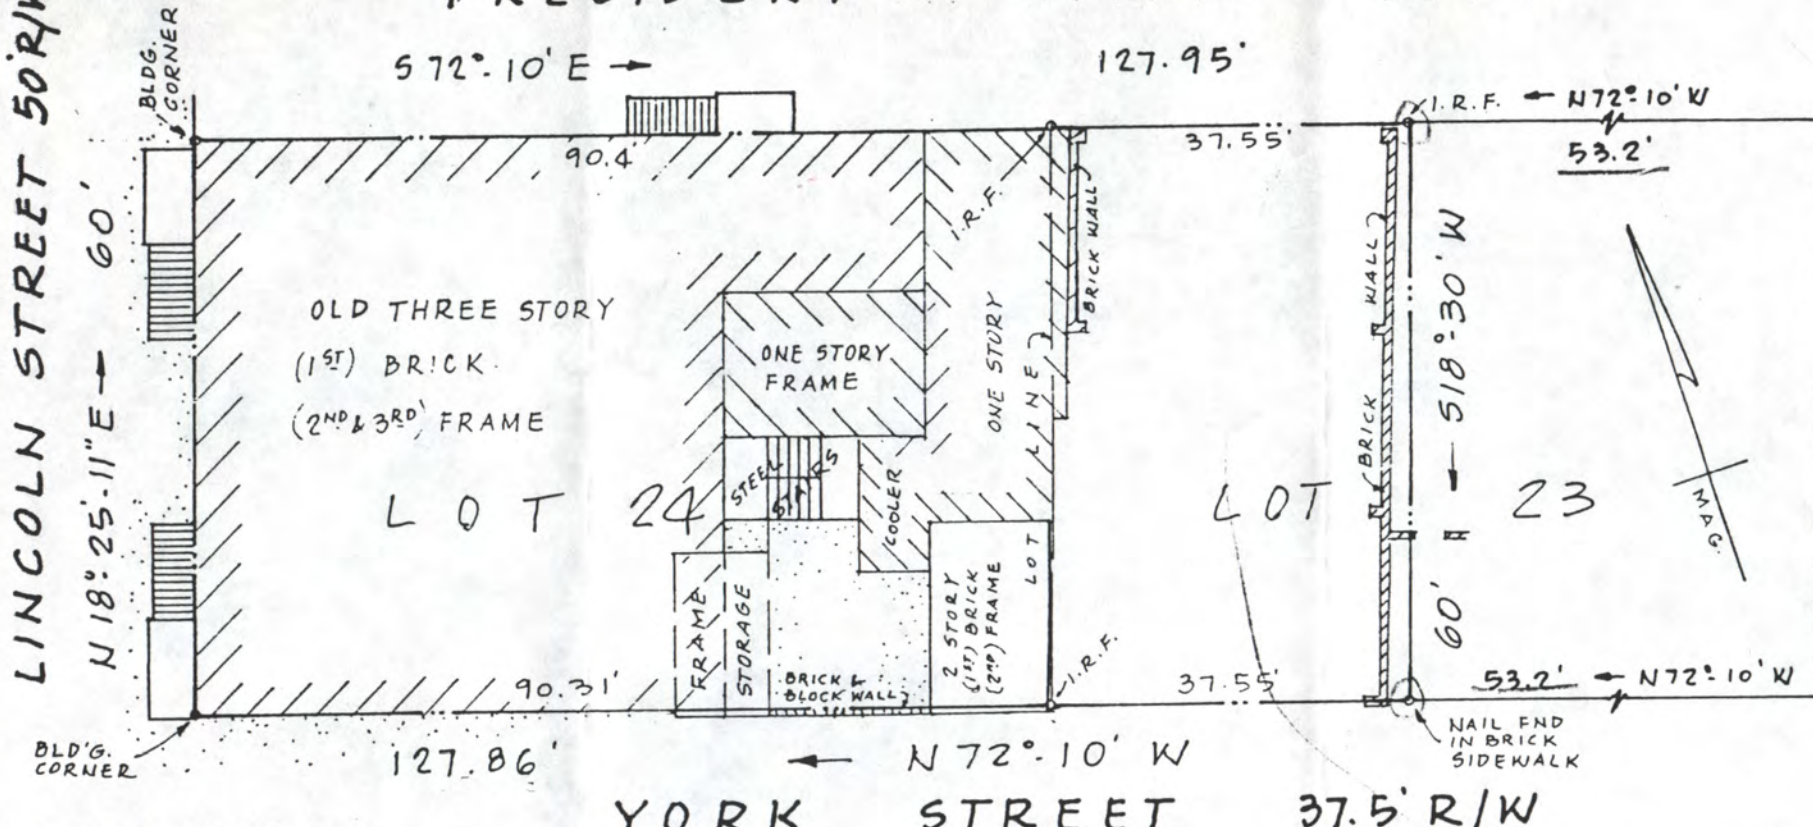 S 72°-10' E →
127.95'
BLDG.
CORNER
I.R.F. ← N72°-10' W
53.2'
LINCOLN STREET 50' R/W
N 18°-25'-11" E → 60'
90.4'
37.55'
I.R.F.
BRICK WALL
OLD THREE STORY
(1ST) BRICK
(2ND & 3RD) FRAME
ONE STORY
FRAME
ONE STORY
LOT LINE
BRICK WALL
← S18°-30' W
60'
LOT 24
STEEL
STAIRS
COOLER
LOT 23
MAG.
FRAME
STORAGE
BRICK &
BLOCK WALL
2 STORY
(1ST) BRICK
(2ND) FRAME
I.R.F.
90.31'
37.55'
53.2' ← N72°-10' W
NAIL FND
IN BRICK
SIDEWALK
BLD'G.
CORNER
127.86'
← N 72°-10' W
YORK STREET 37.5' R/W